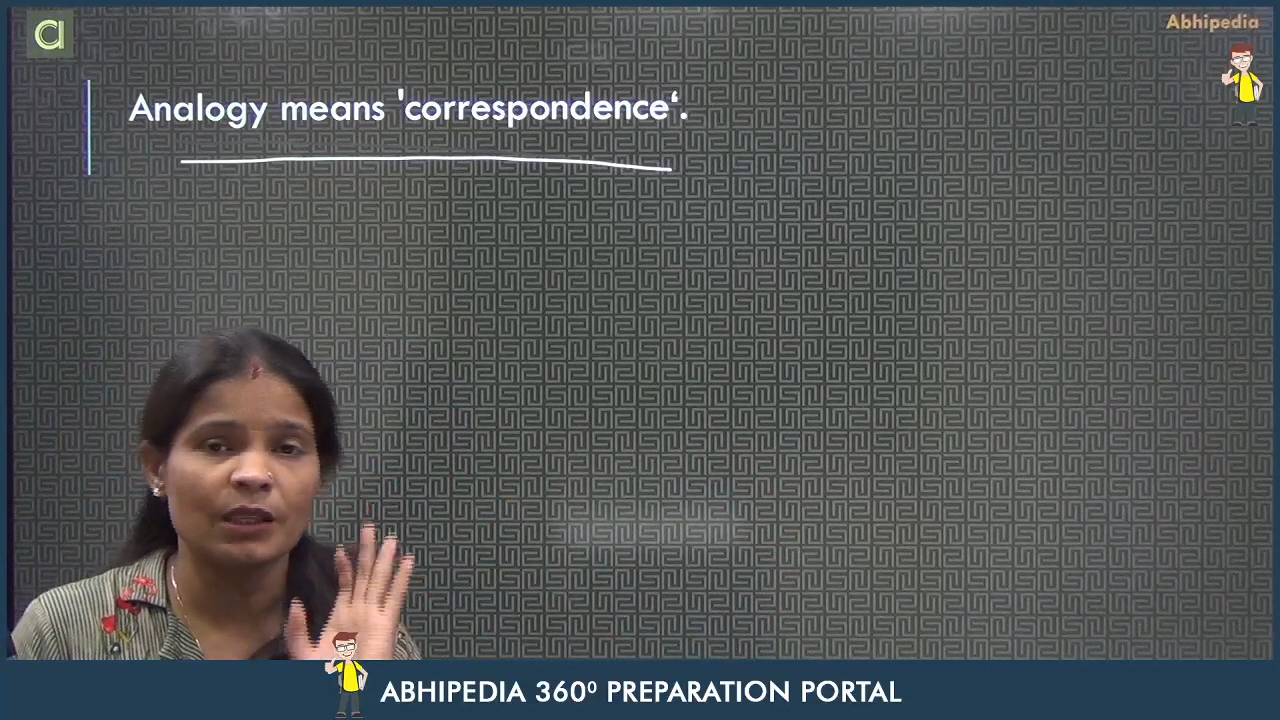 Abhipedia
Analogy means 'correspondence‘.
ABHIPEDIA 360⁰ PREPARATION PORTAL